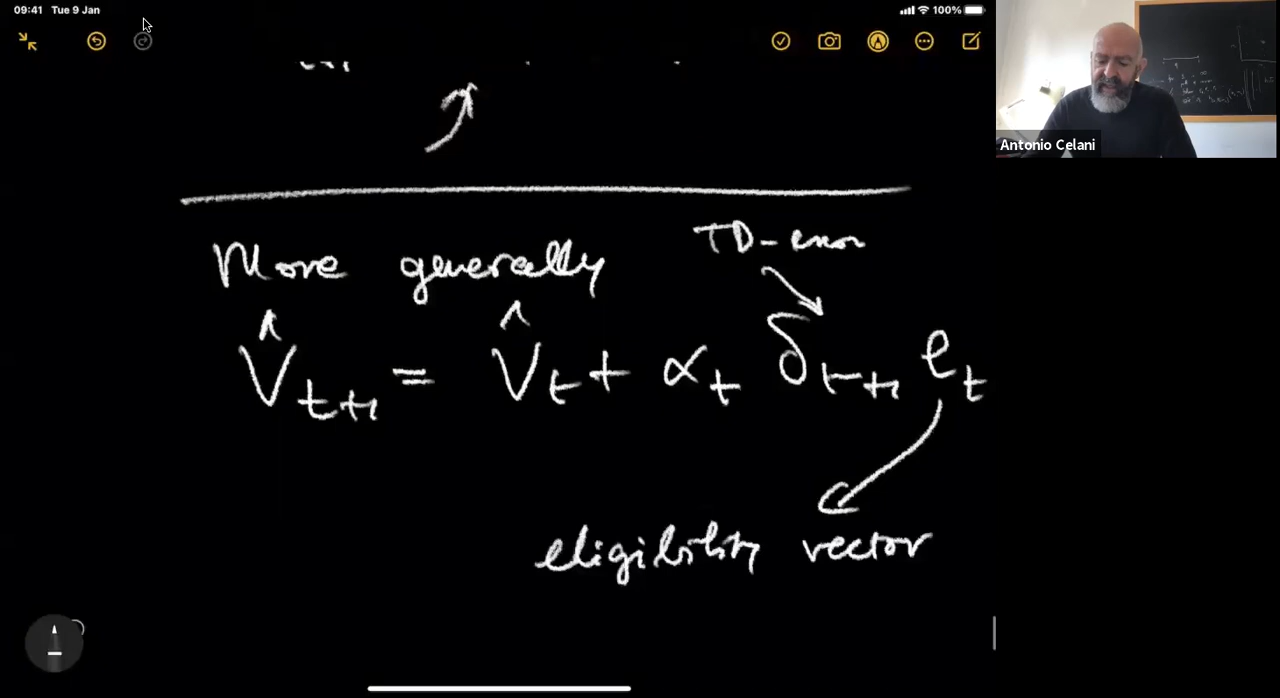 09:41 Tue 9 Jan
100%
Antonio Celani
More generally
TD-error
V̂ₜ₊₁ = V̂ₜ + αₜ δₜ₊₁ eₜ
eligibility vector